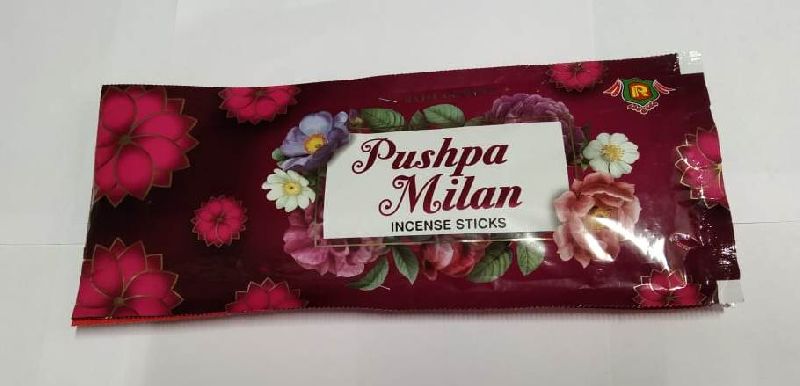 R
Pushpa
Milan
INCENSE STICKS